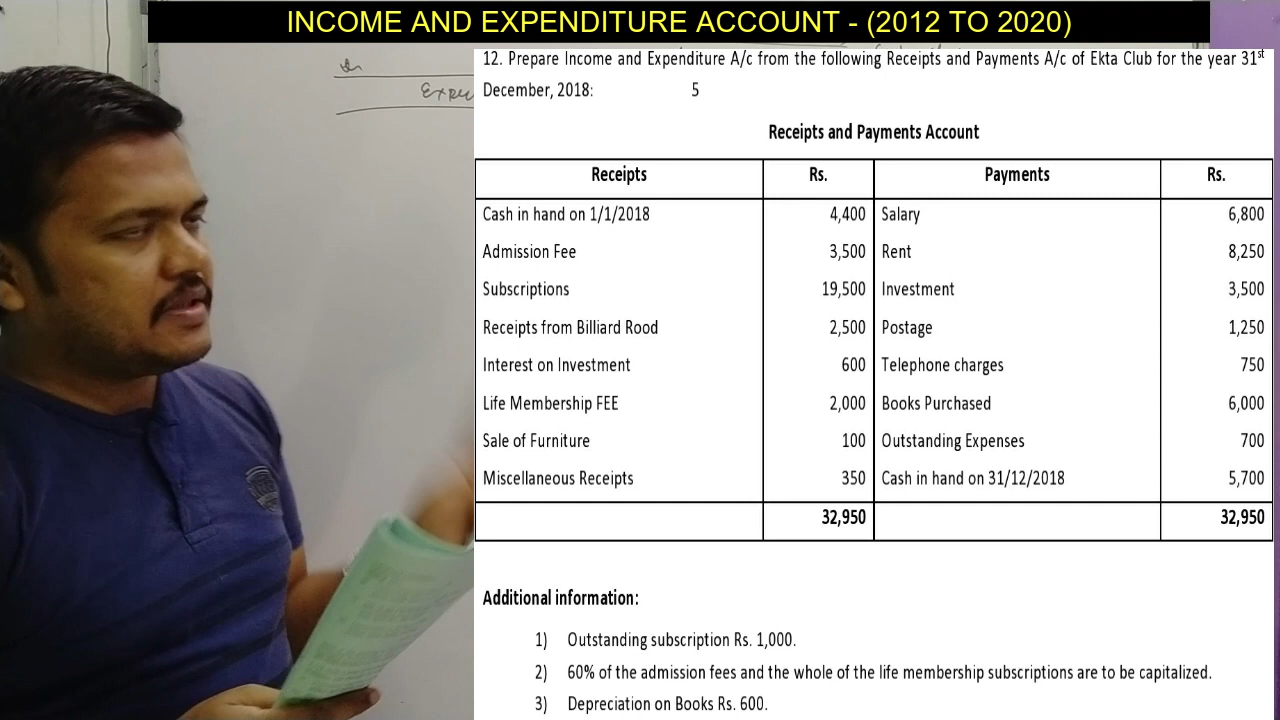 INCOME AND EXPENDITURE ACCOUNT - (2012 TO 2020)
12. Prepare Income and Expenditure A/c from the following Receipts and Payments A/c of Ekta Club for the year 31st
December, 2018: 5
Receipts and Payments Account
Receipts Rs. Payments Rs.
Cash in hand on 1/1/2018 4,400 Salary 6,800
Admission Fee 3,500 Rent 8,250
Subscriptions 19,500 Investment 3,500
Receipts from Billiard Rood 2,500 Postage 1,250
Interest on Investment 600 Telephone charges 750
Life Membership FEE 2,000 Books Purchased 6,000
Sale of Furniture 100 Outstanding Expenses 700
Miscellaneous Receipts 350 Cash in hand on 31/12/2018 5,700
32,950 32,950
Additional information:
1) Outstanding subscription Rs. 1,000.
2) 60% of the admission fees and the whole of the life membership subscriptions are to be capitalized.
3) Depreciation on Books Rs. 600.